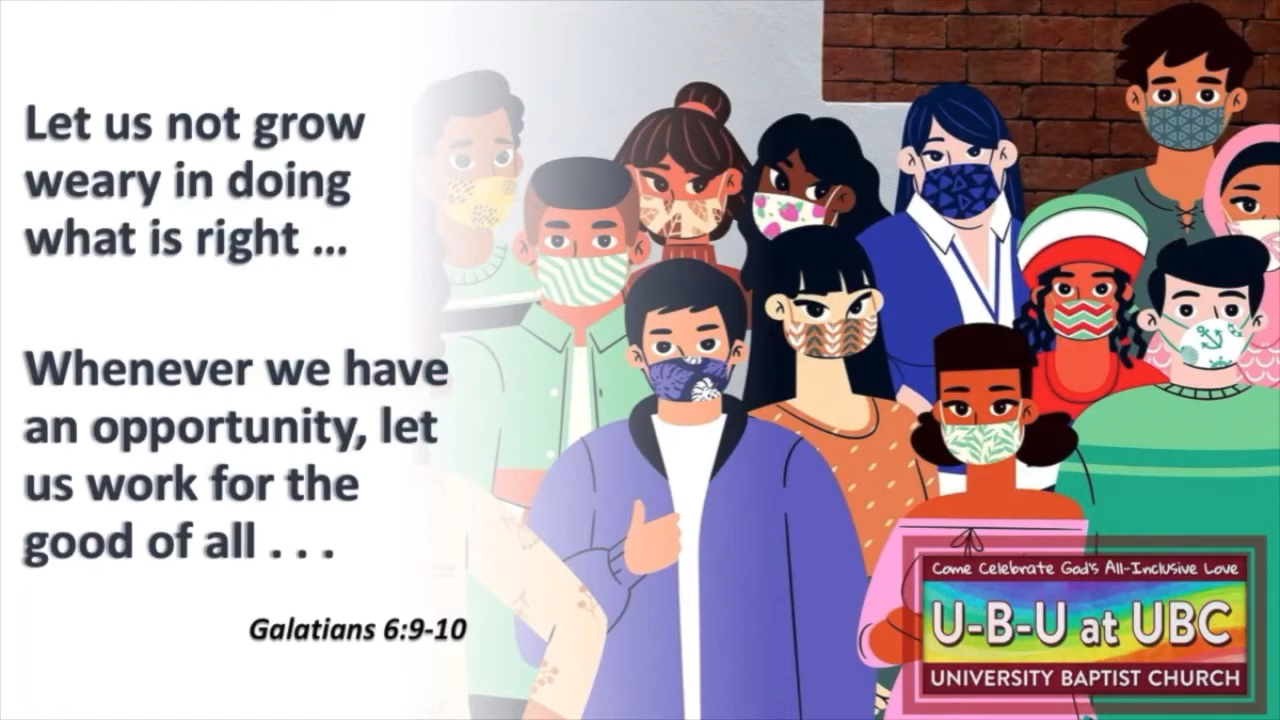 Let us not grow
weary in doing
what is right ...
Whenever we have
an opportunity, let
us work for the
good of all . . .
Galatians 6:9-10
Come Celebrate God's All-Inclusive Love
U-B-U at UBC
UNIVERSITY BAPTIST CHURCH